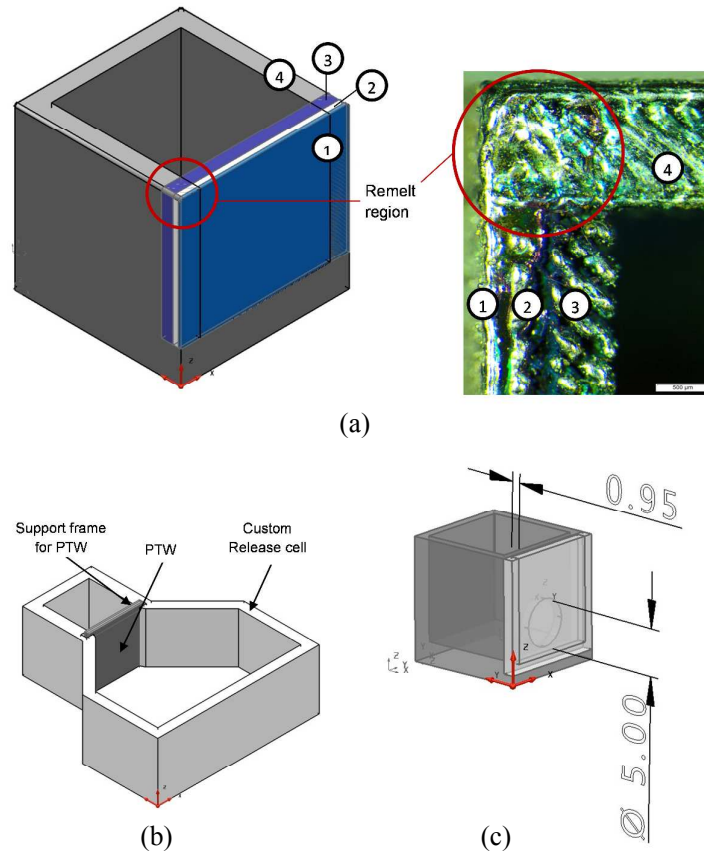 3
4
2
1
Remelt
region
4
1
2
3
500 µm
Z
X
(a)
Support frame
for PTW
PTW
Custom
Release cell
Z
(b)
0.95
Z
X
Y
Z
Y
X
Z
Y
X
Ø 5.00
(c)